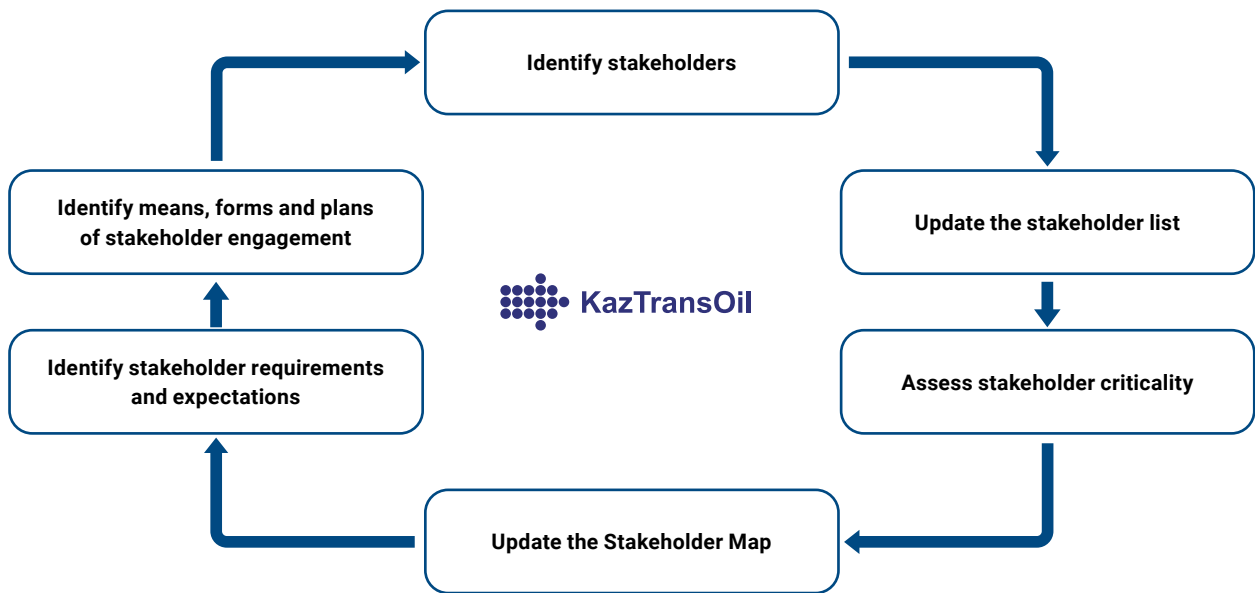 Identify stakeholders
Update the stakeholder list
Assess stakeholder criticality
Update the Stakeholder Map
Identify stakeholder requirements
and expectations
Identify means, forms and plans
of stakeholder engagement
KazTransOil